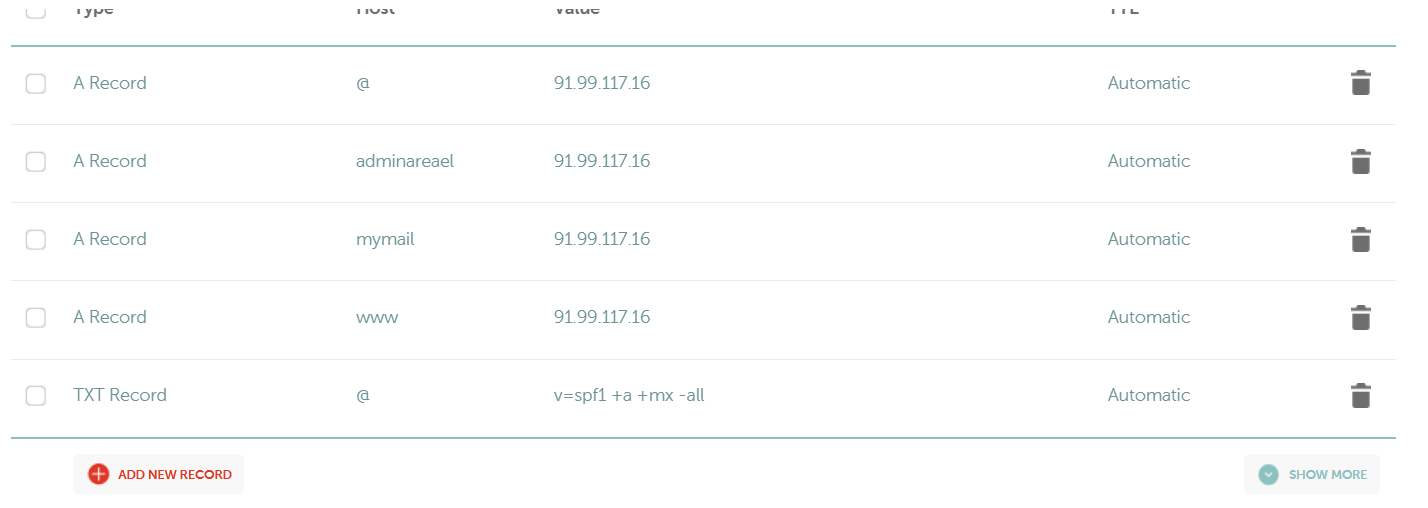 Type Host Value TTL
A Record @ 91.99.117.16 Automatic
A Record adminareael 91.99.117.16 Automatic
A Record mymail 91.99.117.16 Automatic
A Record www 91.99.117.16 Automatic
TXT Record @ v=spf1 +a +mx -all Automatic
ADD NEW RECORD SHOW MORE